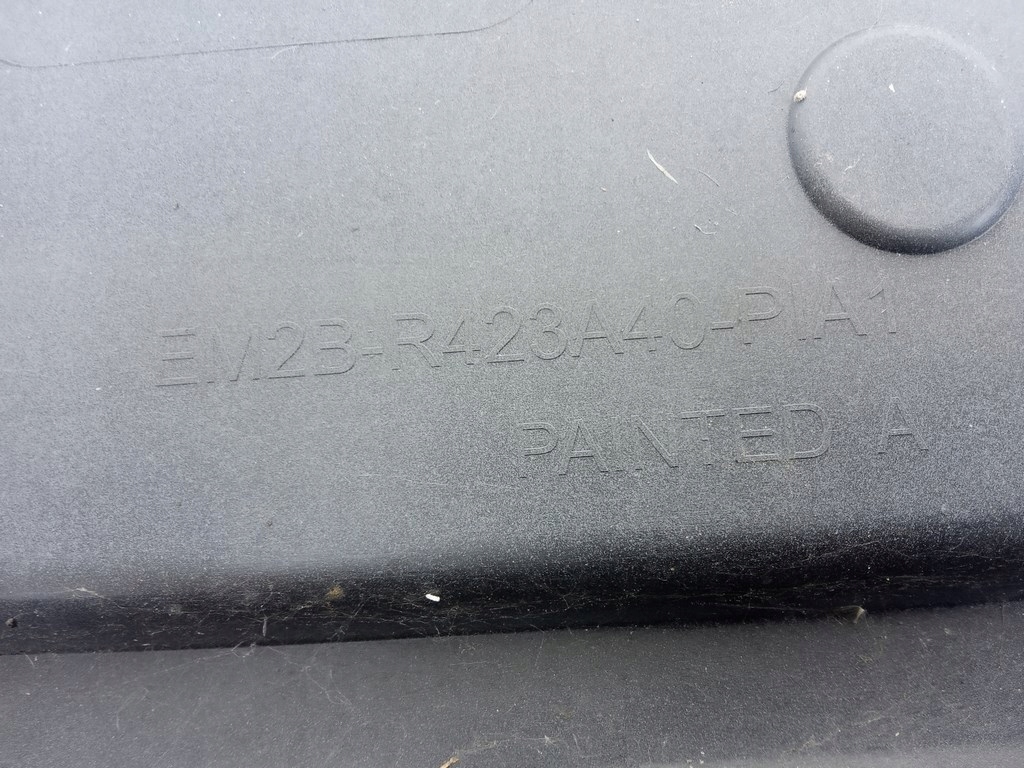 EM2B-R423A40-PIA1
PAINTED A